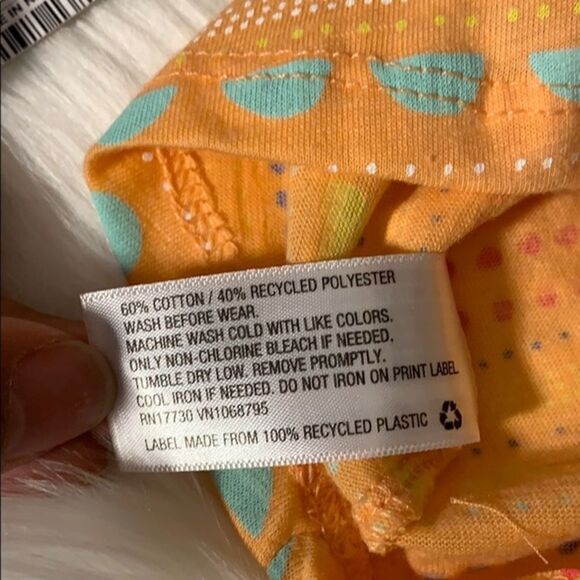 60% COTTON / 40% RECYCLED POLYESTER
WASH BEFORE WEAR.
MACHINE WASH COLD WITH LIKE COLORS.
ONLY NON-CHLORINE BLEACH IF NEEDED.
TUMBLE DRY LOW. REMOVE PROMPTLY.
COOL IRON IF NEEDED. DO NOT IRON ON PRINT LABEL
RN17730 VN1068795
LABEL MADE FROM 100% RECYCLED PLASTIC